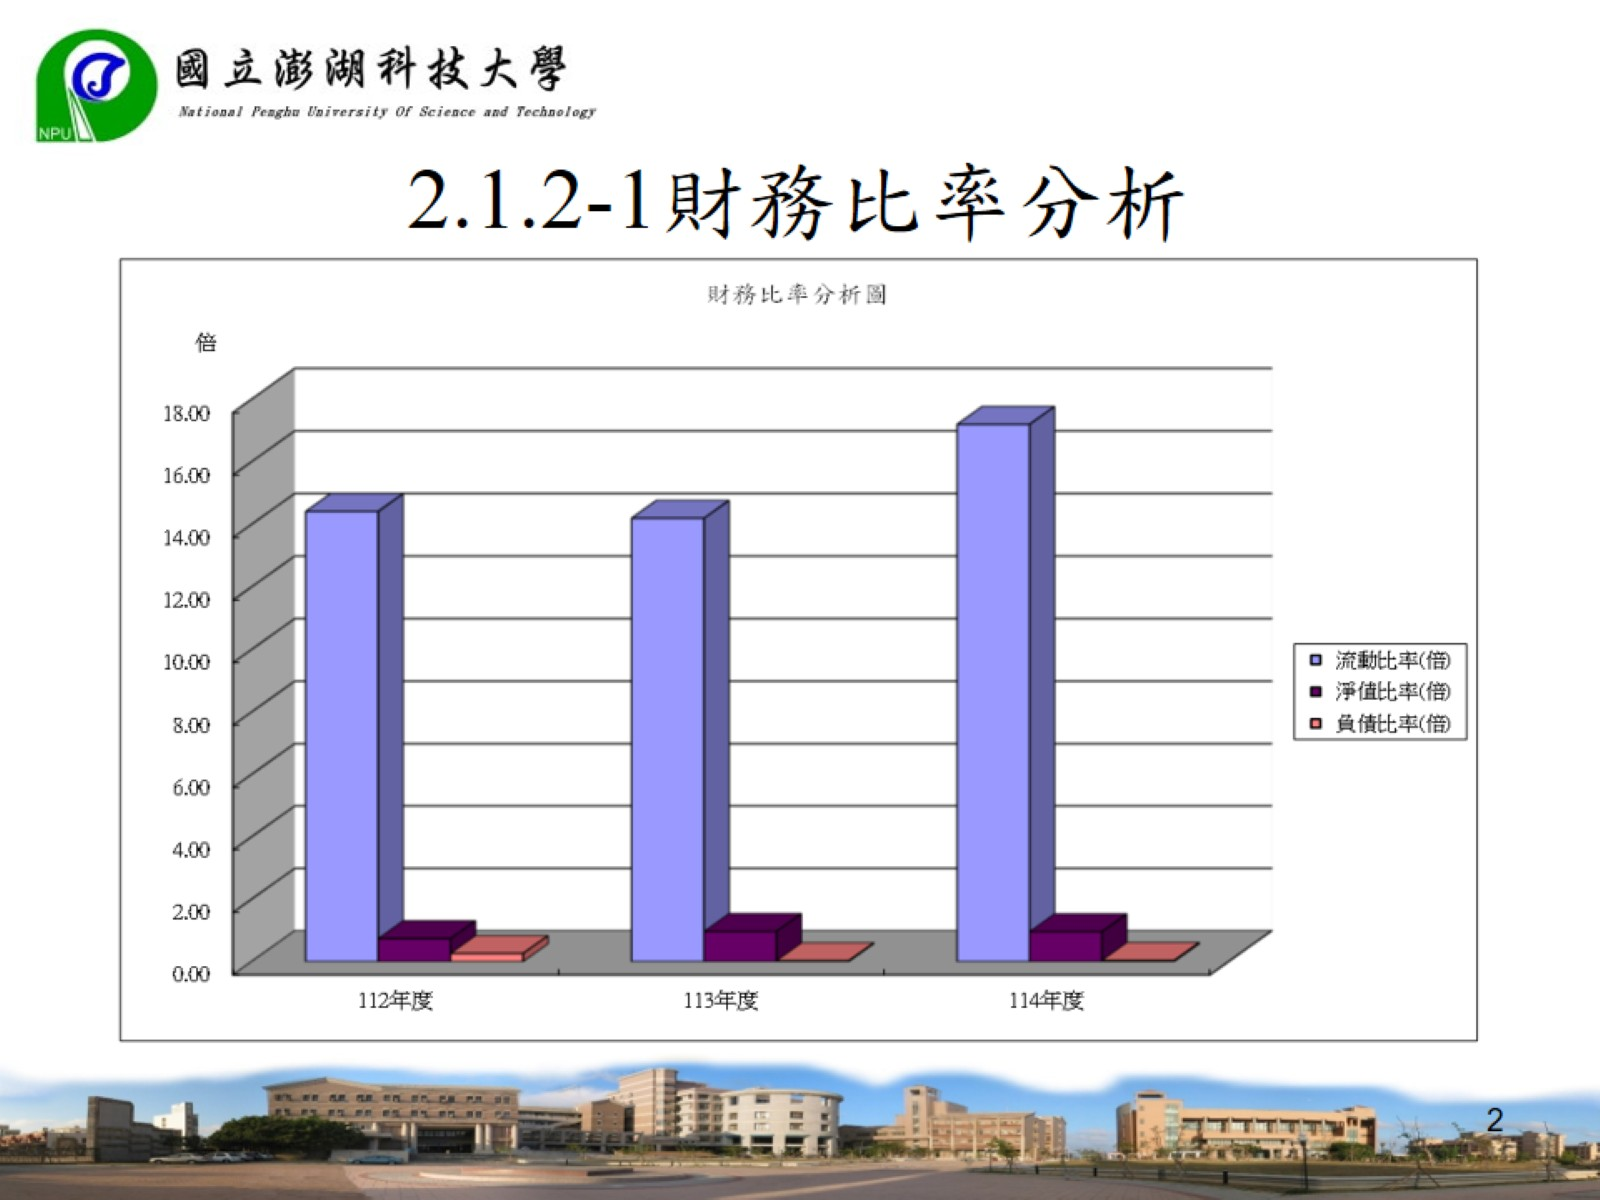 國立澎湖科技大學
National Penghu University Of Science and Technology
NPU
2.1.2-1財務比率分析
財務比率分析圖
倍
18.00
16.00
14.00
12.00
10.00
8.00
6.00
4.00
2.00
0.00
112年度
113年度
114年度
流動比率(倍)
淨值比率(倍)
負債比率(倍)
2